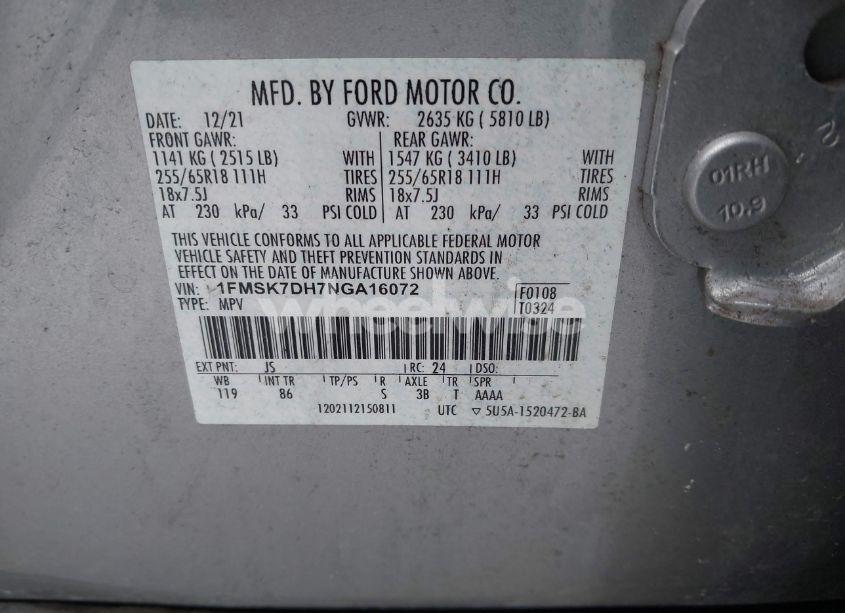 MFD. BY FORD MOTOR CO.
DATE: 12/21 GVWR: 2635 KG ( 5810 LB)
FRONT GAWR: REAR GAWR:
1141 KG ( 2515 LB) WITH 1547 KG ( 3410 LB) WITH
255/65R18 111H TIRES 255/65R18 111H TIRES
18x7.5J RIMS 18x7.5J RIMS
AT 230 kPa/ 33 PSI COLD AT 230 kPa/ 33 PSI COLD
THIS VEHICLE CONFORMS TO ALL APPLICABLE FEDERAL MOTOR
VEHICLE SAFETY AND THEFT PREVENTION STANDARDS IN
EFFECT ON THE DATE OF MANUFACTURE SHOWN ABOVE.
VIN: 1FMSK7DH7NGA16072 F0108
TYPE: MPV T0324
wheelwise
EXT PNT: JS RC: 24 DSO:
WB INT TR TP/PS R AXLE TR SPR
119 86 S 3B T AAAA
1202112150811 UTC ▽ 5U5A-1520472-BA
01RH
10.9
2